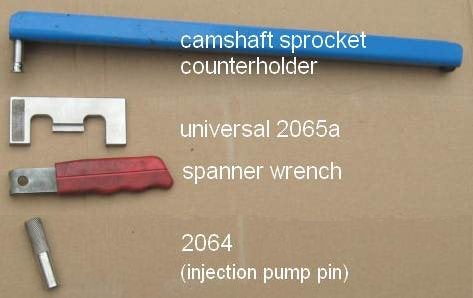 camshaft sprocket
counterholder
universal 2065a
spanner wrench
2064
(injection pump pin)